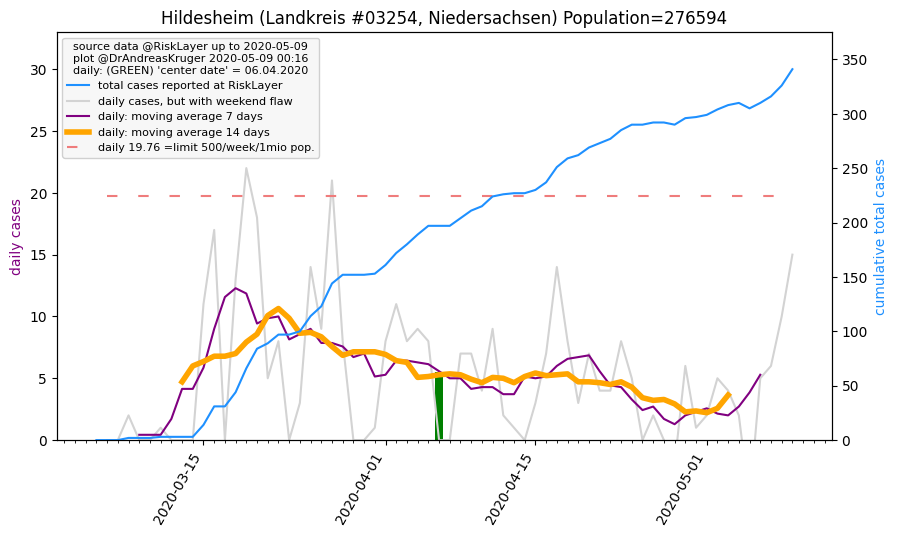 Hildesheim (Landkreis #03254, Niedersachsen) Population=276594
source data @RiskLayer up to 2020-05-09
plot @DrAndreasKruger 2020-05-09 00:16
daily: (GREEN) 'center date' = 06.04.2020
total cases reported at RiskLayer
daily cases, but with weekend flaw
daily: moving average 7 days
daily: moving average 14 days
daily 19.76 =limit 500/week/1mio pop.
daily cases
30
25
20
15
10
5
0
cumulative total cases
350
300
250
200
150
100
50
0
2020-03-15
2020-04-01
2020-04-15
2020-05-01